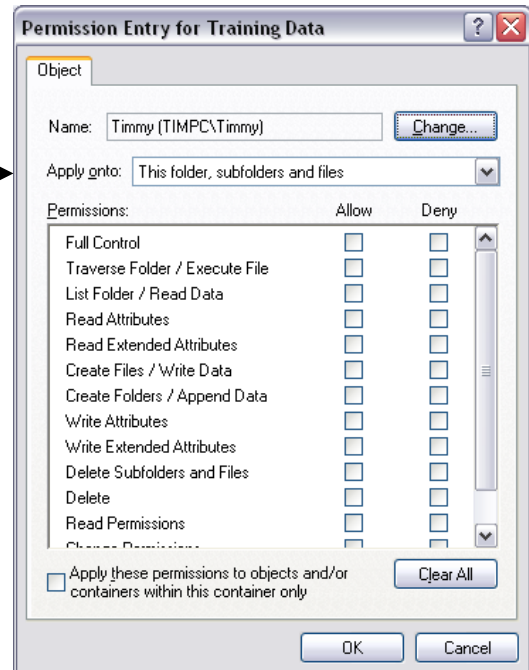 Permission Entry for Training Data
Object
Name: Timmy (TIMPC\Timmy) Change...
Apply onto: This folder, subfolders and files
Permissions: Allow Deny
Full Control
Traverse Folder / Execute File
List Folder / Read Data
Read Attributes
Read Extended Attributes
Create Files / Write Data
Create Folders / Append Data
Write Attributes
Write Extended Attributes
Delete Subfolders and Files
Delete
Read Permissions
Change Permissions
Apply these permissions to objects and/or
containers within this container only
Clear All
OK Cancel